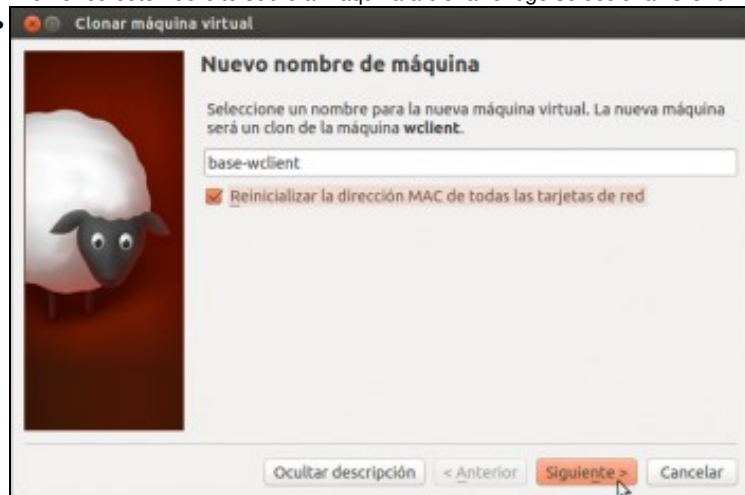 Clonar máquina virtual
Nuevo nombre de máquina
Seleccione un nombre para la nueva máquina virtual. La nueva máquina
será un clon de la máquina wclient.
base-wclient
Reinicializar la dirección MAC de todas las tarjetas de red
Ocultar descripción < Anterior Siguiente > Cancelar